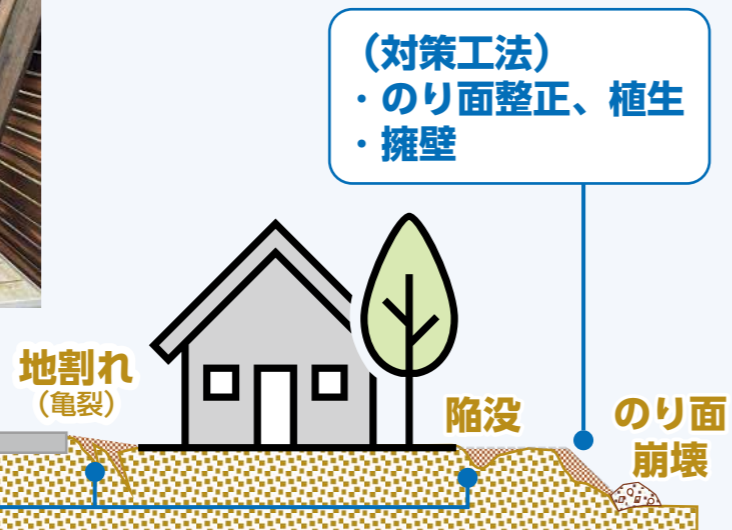 （対策工法）
・のり面整正、植生
・擁壁
地割れ
（亀裂）
陥没
のり面
崩壊